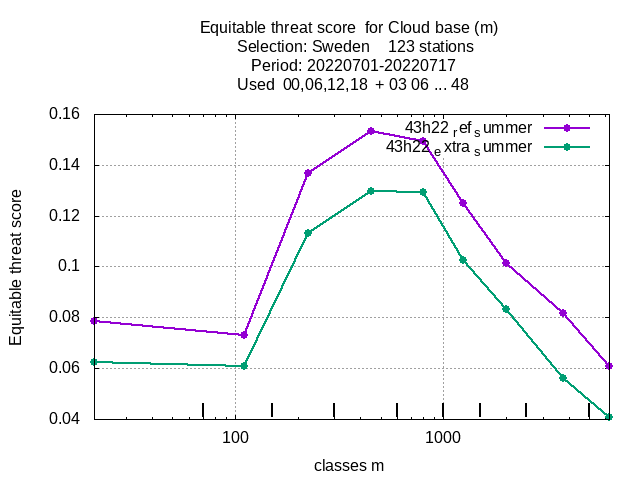 Equitable threat score for Cloud base (m)
Selection: Sweden 123 stations
Period: 20220701-20220717
Used 00,06,12,18 + 03 06 ... 48
0.16
0.14
0.12
0.1
0.08
0.06
0.04
Equitable threat score
43h22 ref summer
43h22 extra summer
100
1000
classes m